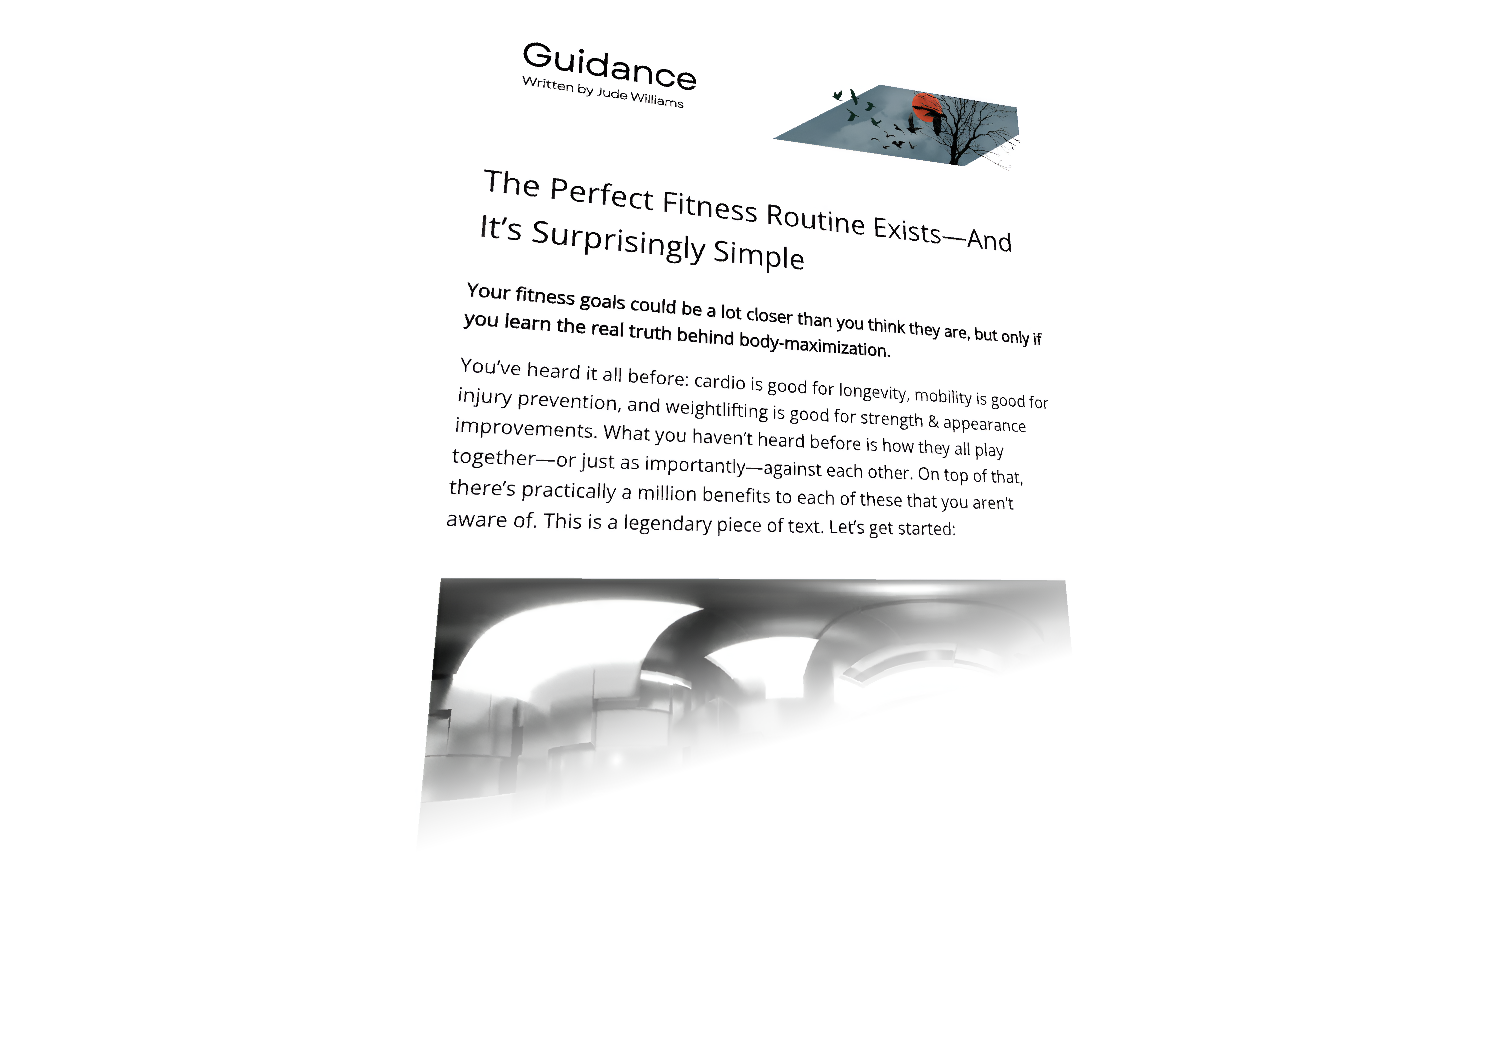 Guidance
Written by Jude Williams
The Perfect Fitness Routine Exists—And
It’s Surprisingly Simple
Your fitness goals could be a lot closer than you think they are, but only if
you learn the real truth behind body-maximization.
You’ve heard it all before: cardio is good for longevity, mobility is good for
injury prevention, and weightlifting is good for strength & appearance
improvements. What you haven’t heard before is how they all play
together—or just as importantly—against each other. On top of that,
there’s practically a million benefits to each of these that you aren’t
aware of. This is a legendary piece of text. Let’s get started: